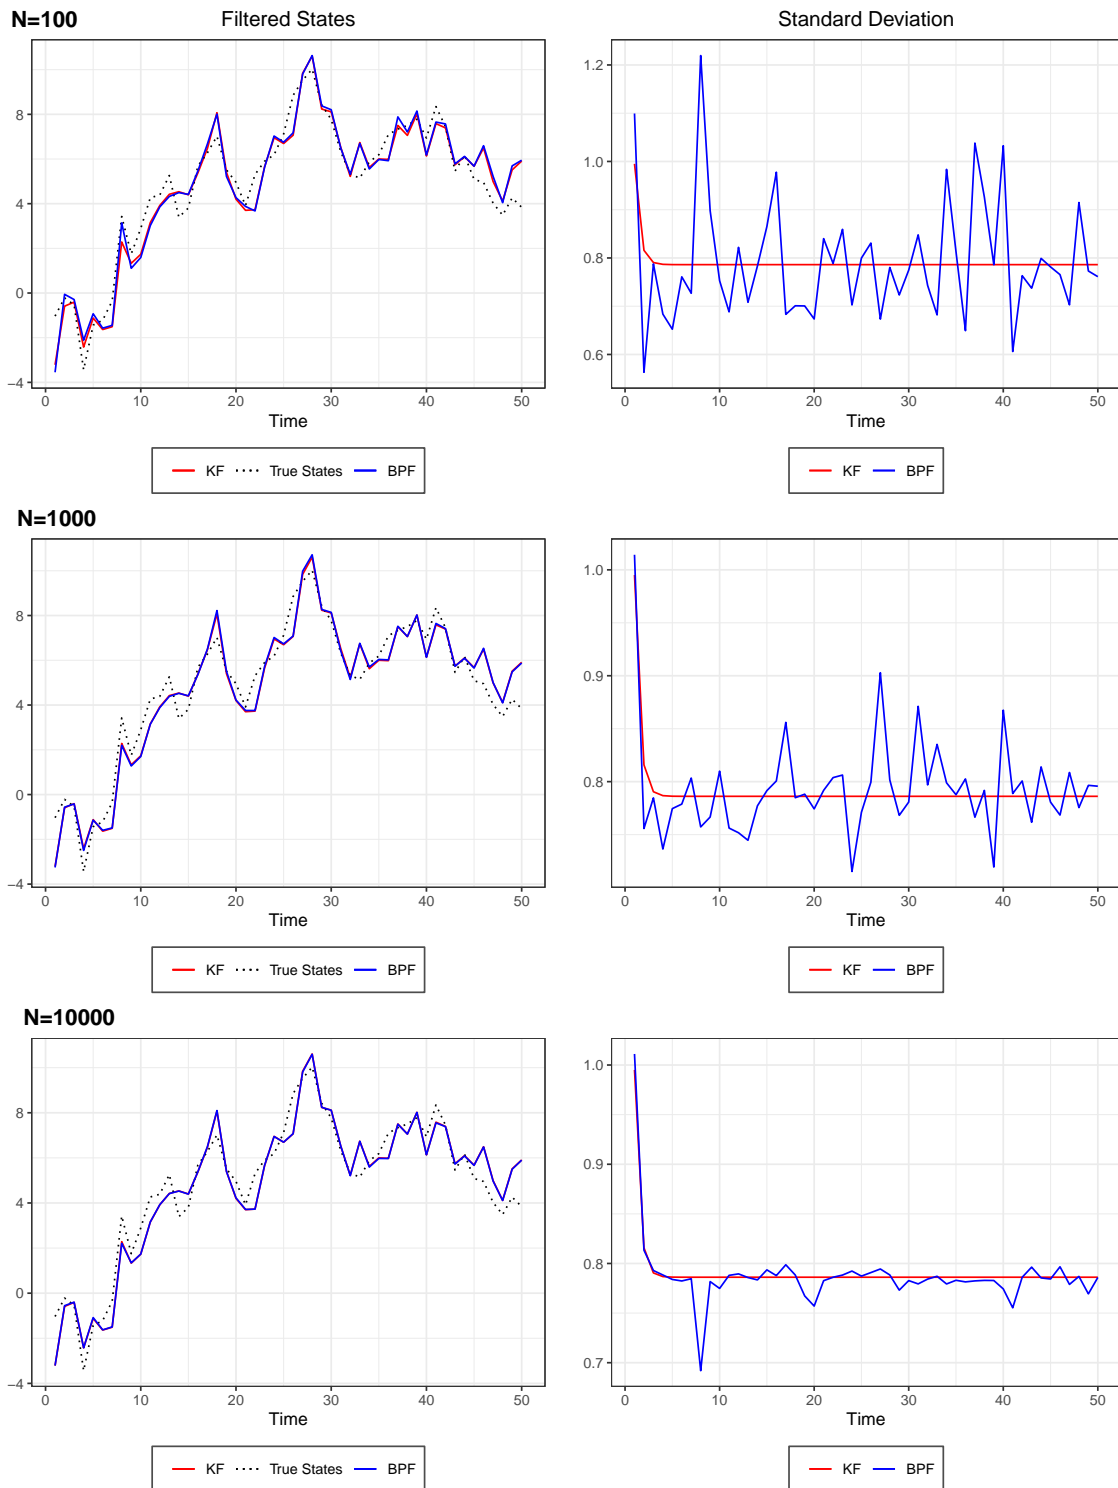 N=100 Filtered States Standard Deviation
8
4
0
−4
0 10 20 30 40 50
Time
KF True States BPF
1.2
1.0
0.8
0.6
0 10 20 30 40 50
Time
KF BPF
N=1000
8
4
0
−4
0 10 20 30 40 50
Time
KF True States BPF
1.0
0.9
0.8
0 10 20 30 40 50
Time
KF BPF
N=10000
8
4
0
−4
0 10 20 30 40 50
Time
KF True States BPF
1.0
0.9
0.8
0.7
0 10 20 30 40 50
Time
KF BPF